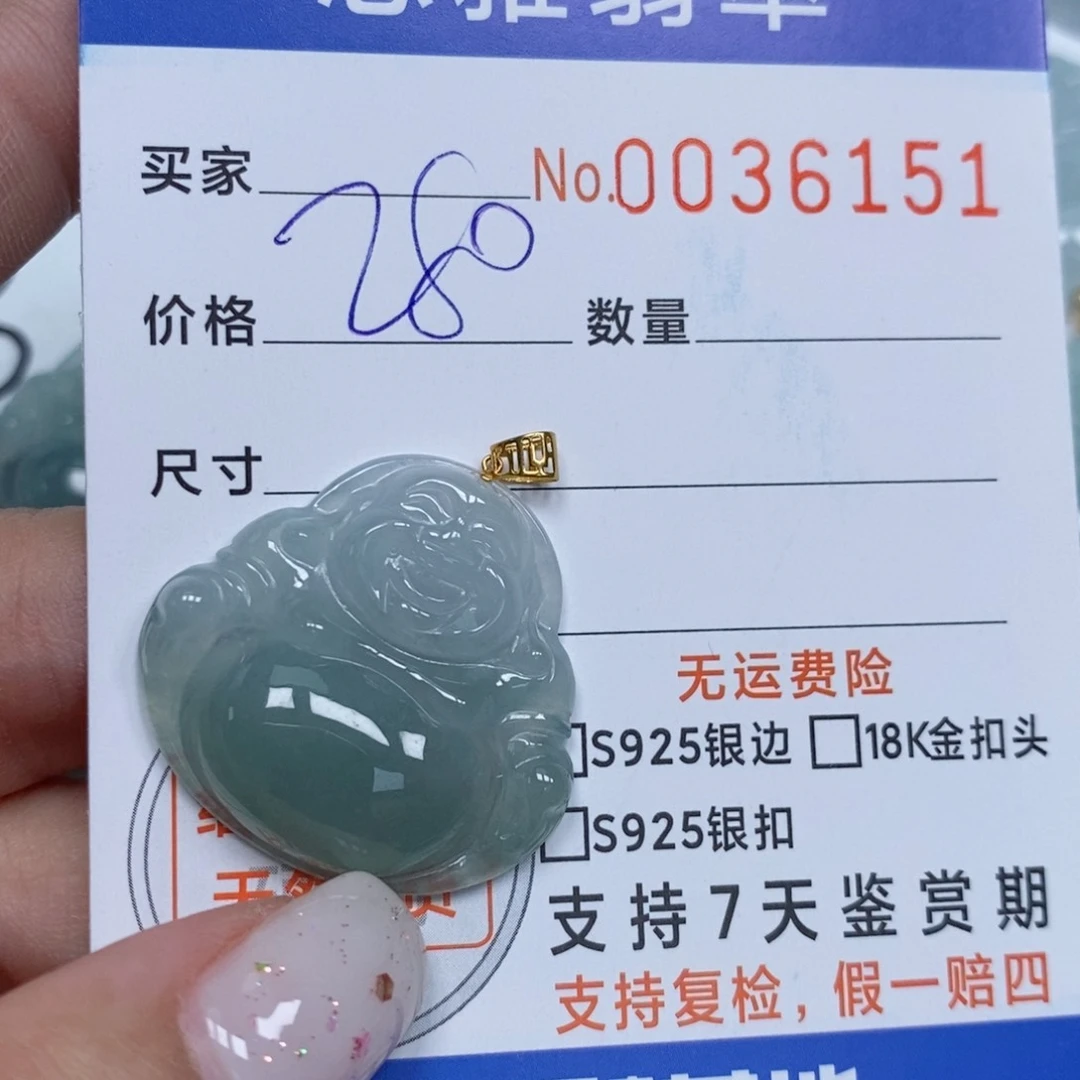 翡翠
买家 No.0036151
280
价格 数量
尺寸
无运费险
S925银边 □18K金扣头
□S925银扣
支持7天鉴赏期
支持复检，假一赔四